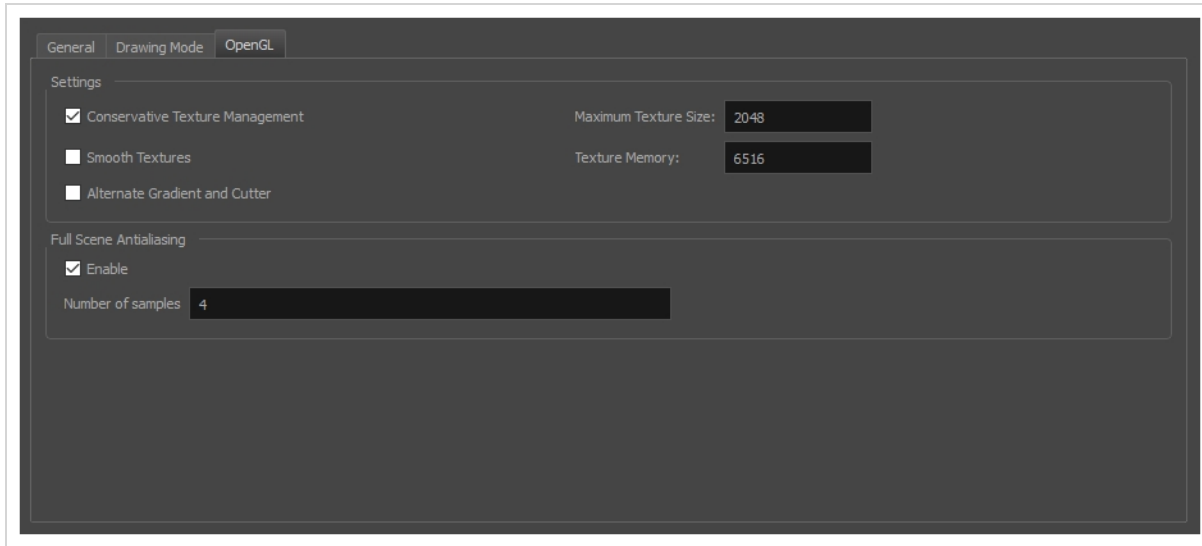 General Drawing Mode OpenGL
Settings
Conservative Texture Management Maximum Texture Size: 2048
Smooth Textures Texture Memory: 6516
Alternate Gradient and Cutter
Full Scene Antialiasing
Enable
Number of samples 4